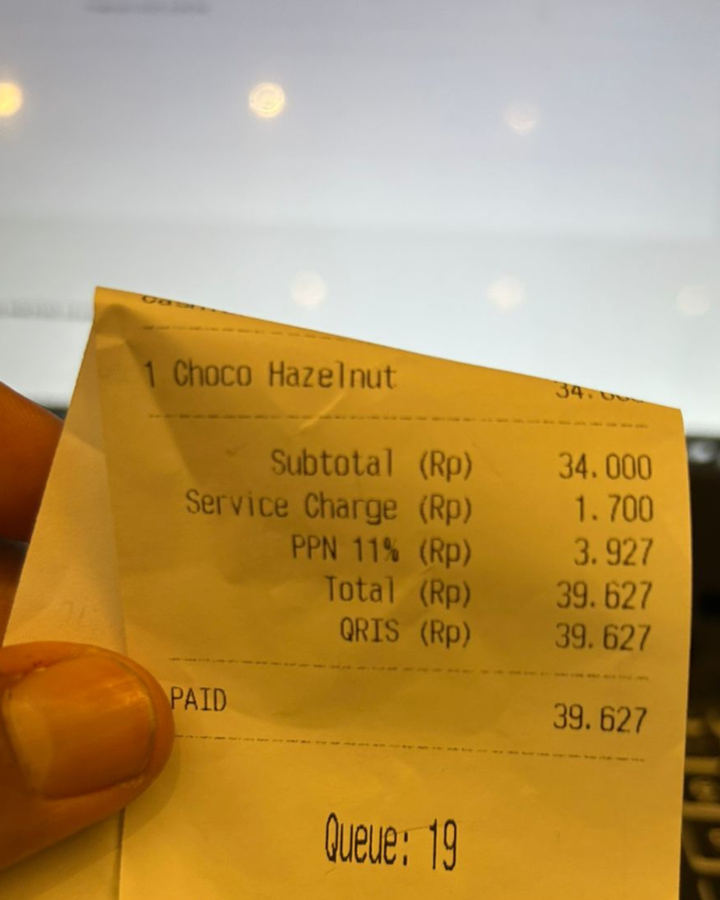 1 Choco Hazelnut
Subtotal (Rp) 34.000
Service Charge (Rp) 1.700
PPN 11% (Rp) 3.927
Total (Rp) 39.627
QRIS (Rp) 39.627
PAID 39.627
Queue: 19